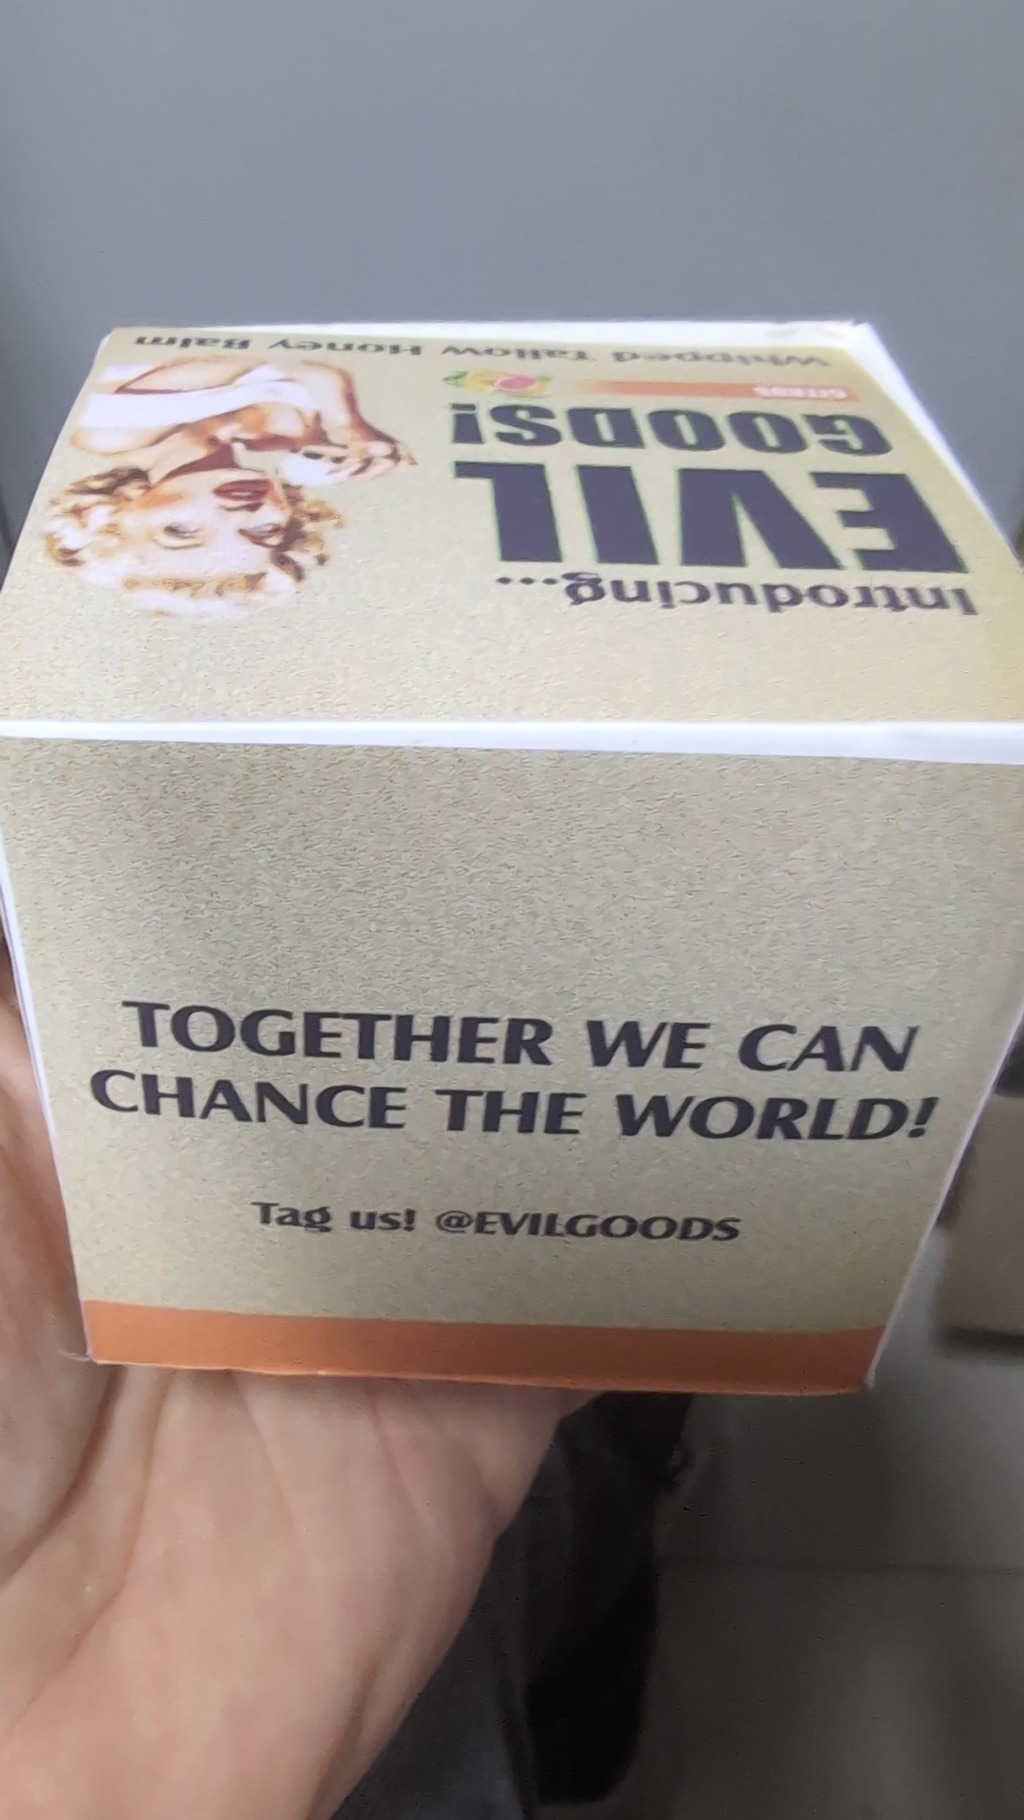 Introducing...
EVIL
GOODS!
CITRUS
Whipped Tallow Honey Balm
TOGETHER WE CAN
CHANCE THE WORLD!
Tag us! @EVILGOODS